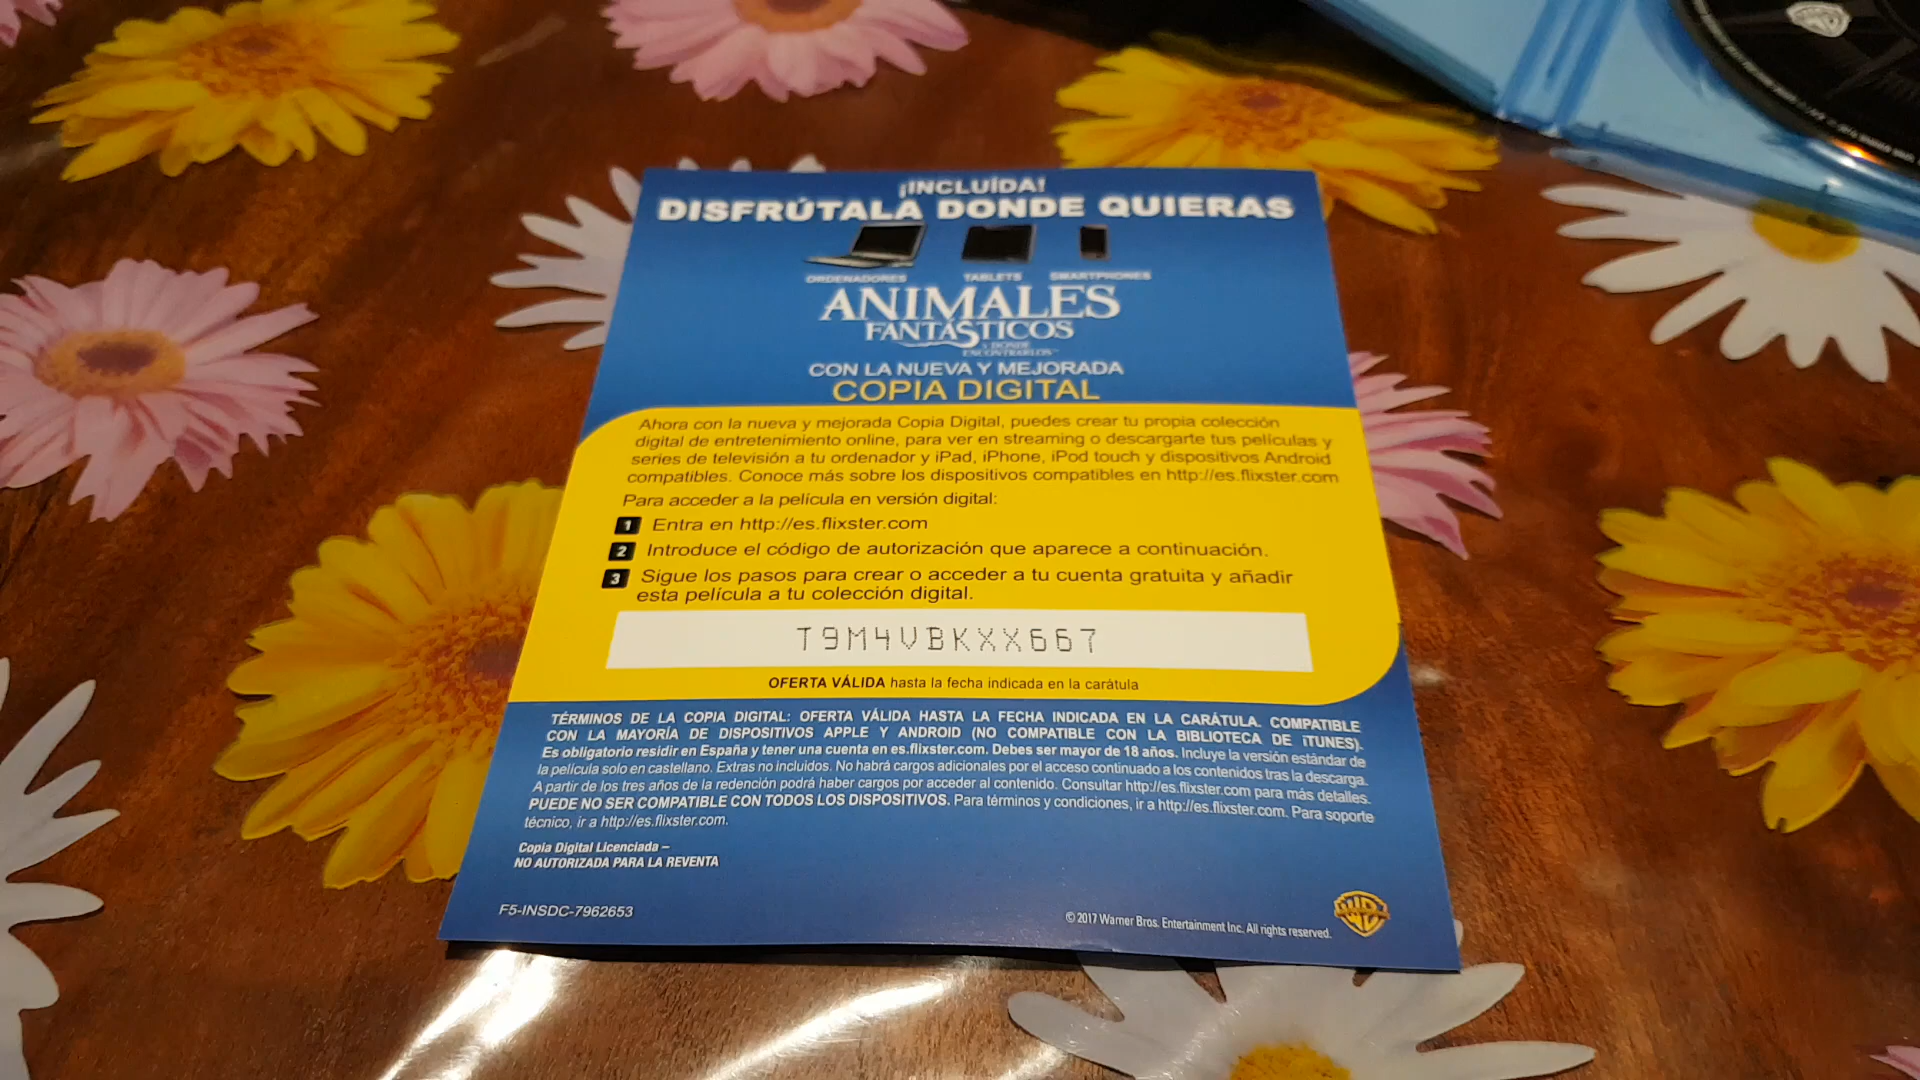 ¡INCLUÍDA!
DISFRÚTALA DONDE QUIERAS
ORDENADORES TABLETS SMARTPHONES
ANIMALES
FANTÁSTICOS
Y DÓNDE
ENCONTRARLOS™
CON LA NUEVA Y MEJORADA
COPIA DIGITAL
Ahora con la nueva y mejorada Copia Digital, puedes crear tu propia colección
digital de entretenimiento online, para ver en streaming o descargarte tus películas y
series de televisión a tu ordenador y iPad, iPhone, iPod touch y dispositivos Android
compatibles. Conoce más sobre los dispositivos compatibles en http://es.flixster.com
Para acceder a la película en versión digital:
1 Entra en http://es.flixster.com
2 Introduce el código de autorización que aparece a continuación.
3 Sigue los pasos para crear o acceder a tu cuenta gratuita y añadir
esta película a tu colección digital.
T9M4VBKXX667
OFERTA VÁLIDA hasta la fecha indicada en la carátula
TÉRMINOS DE LA COPIA DIGITAL: OFERTA VÁLIDA HASTA LA FECHA INDICADA EN LA CARÁTULA. COMPATIBLE
CON LA MAYORÍA DE DISPOSITIVOS APPLE Y ANDROID (NO COMPATIBLE CON LA BIBLIOTECA DE iTUNES).
Es obligatorio residir en España y tener una cuenta en es.flixster.com. Debes ser mayor de 18 años. Incluye la versión estándar de
la película solo en castellano. Extras no incluidos. No habrá cargos adicionales por el acceso continuado a los contenidos tras la descarga.
A partir de los tres años de la redención podrá haber cargos por acceder al contenido. Consultar http://es.flixster.com para más detalles.
PUEDE NO SER COMPATIBLE CON TODOS LOS DISPOSITIVOS. Para términos y condiciones, ir a http://es.flixster.com. Para soporte
técnico, ir a http://es.flixster.com.
Copia Digital Licenciada –
NO AUTORIZADA PARA LA REVENTA
F5-INSDC-7962653
© 2017 Warner Bros. Entertainment Inc. All rights reserved.
WB